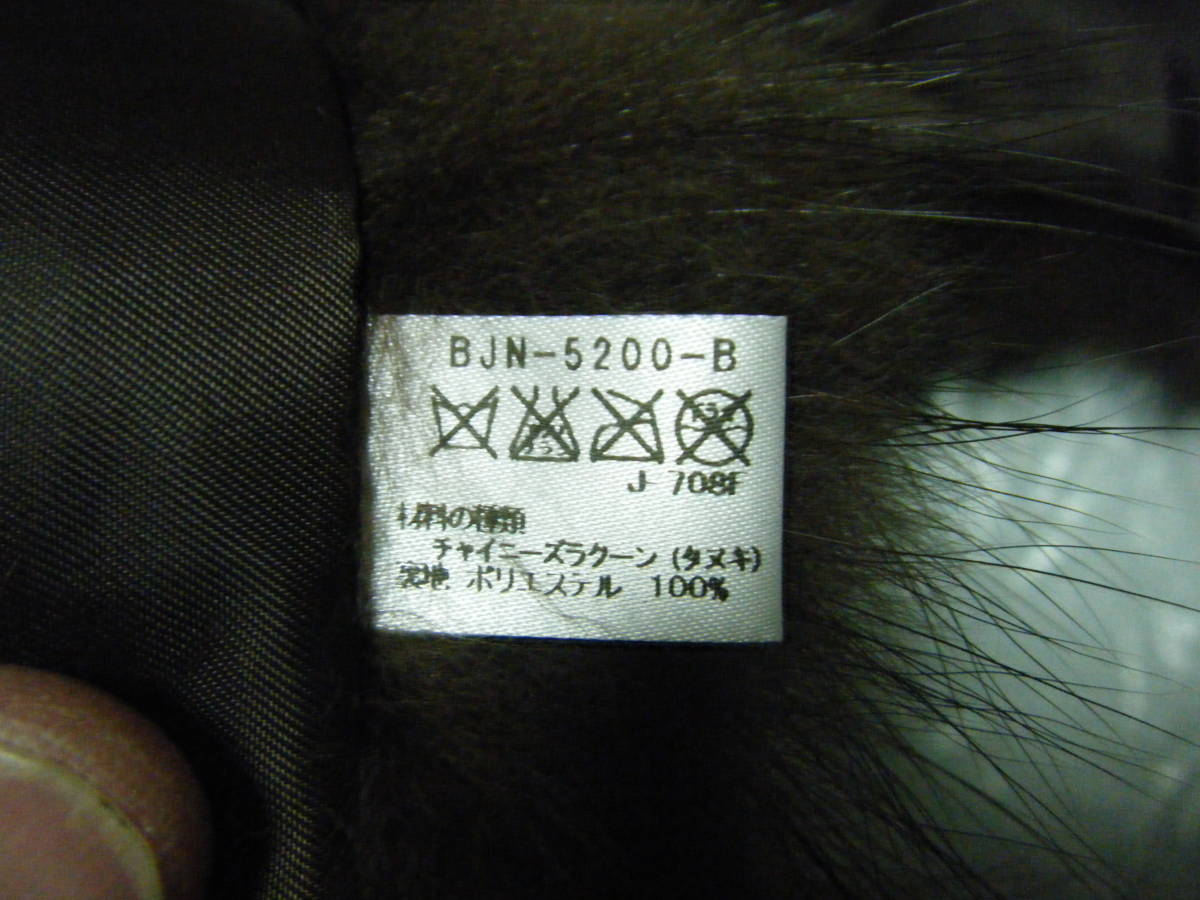 BJN-5200-B
J 708F
材料の種類
チャイニーズラクーン (タヌキ)
裏地 ポリエステル 100%